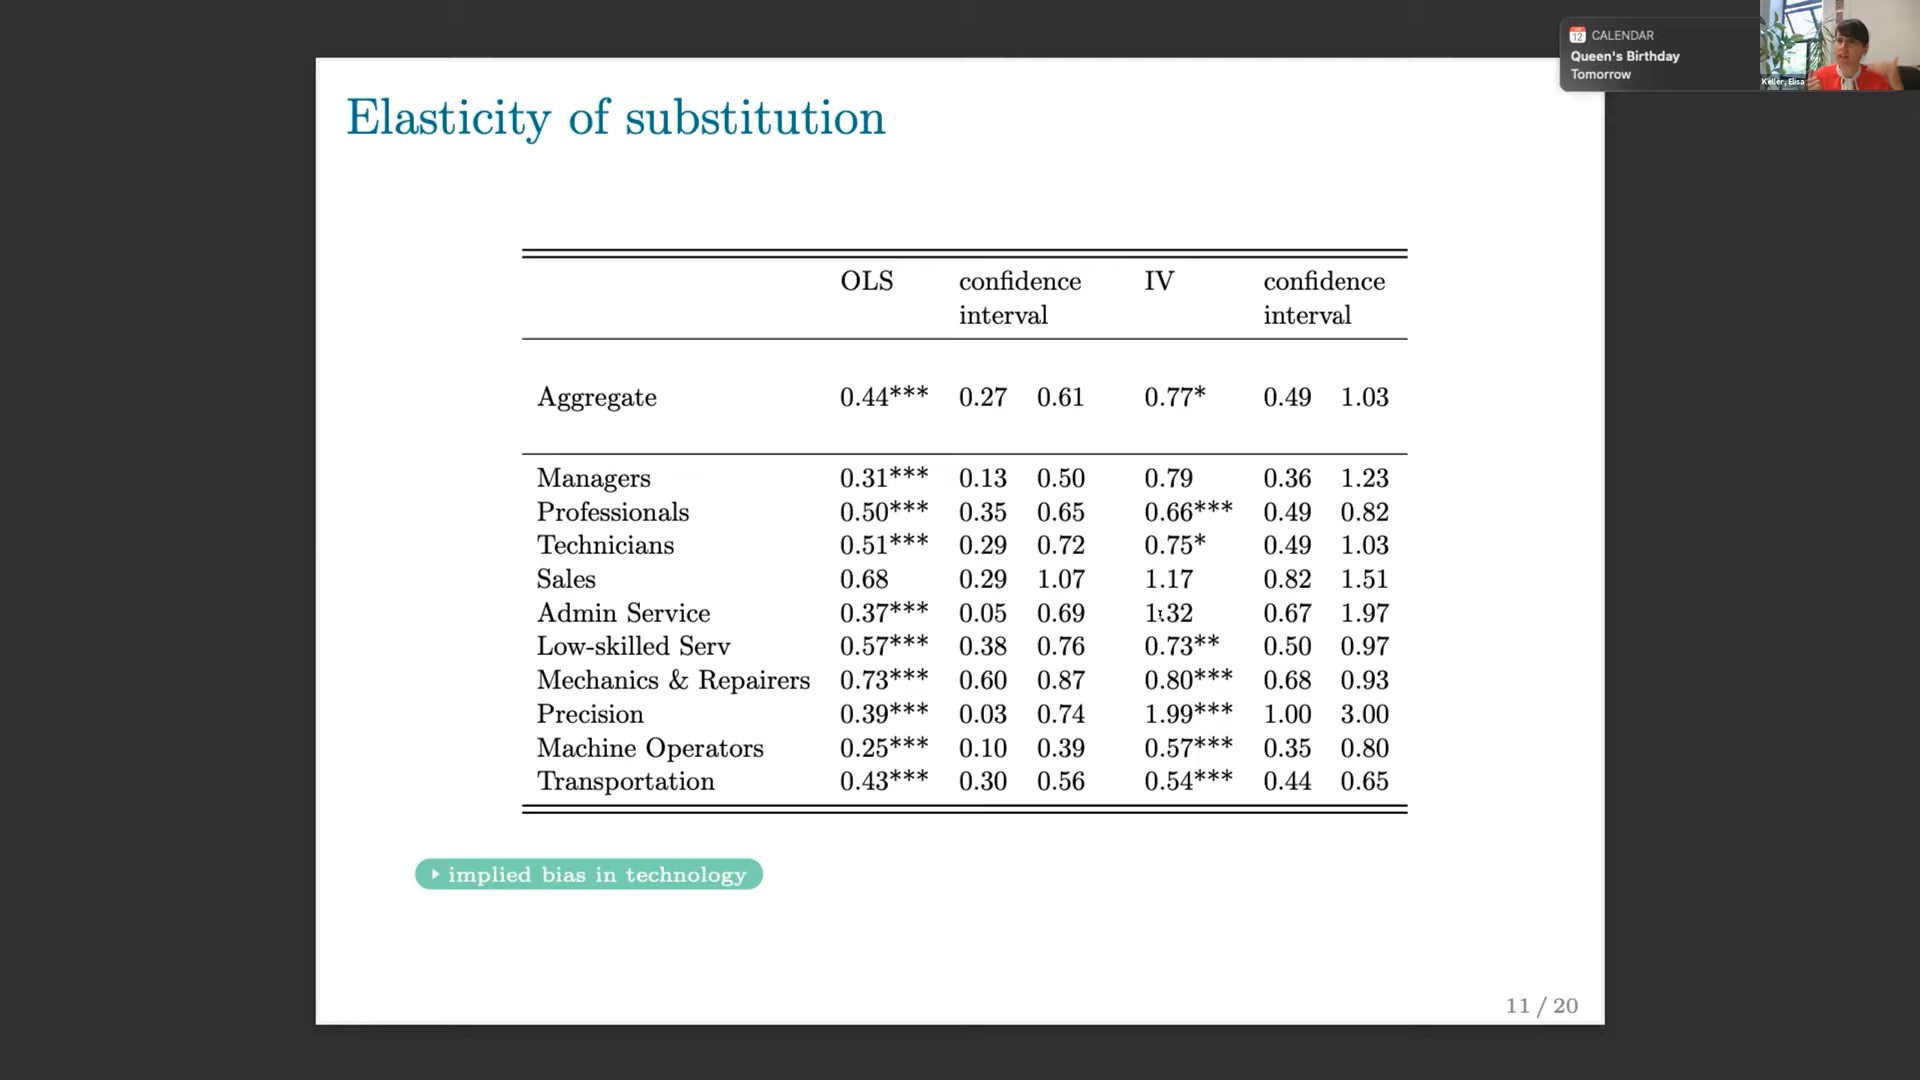 CALENDAR
Queen's Birthday
Tomorrow
Keller, Elisa
Elasticity of substitution
OLS confidence interval IV confidence interval
Aggregate 0.44*** 0.27 0.61 0.77* 0.49 1.03
Managers 0.31*** 0.13 0.50 0.79 0.36 1.23
Professionals 0.50*** 0.35 0.65 0.66*** 0.49 0.82
Technicians 0.51*** 0.29 0.72 0.75* 0.49 1.03
Sales 0.68 0.29 1.07 1.17 0.82 1.51
Admin Service 0.37*** 0.05 0.69 1.32 0.67 1.97
Low-skilled Serv 0.57*** 0.38 0.76 0.73** 0.50 0.97
Mechanics & Repairers 0.73*** 0.60 0.87 0.80*** 0.68 0.93
Precision 0.39*** 0.03 0.74 1.99*** 1.00 3.00
Machine Operators 0.25*** 0.10 0.39 0.57*** 0.35 0.80
Transportation 0.43*** 0.30 0.56 0.54*** 0.44 0.65
implied bias in technology
11 / 20